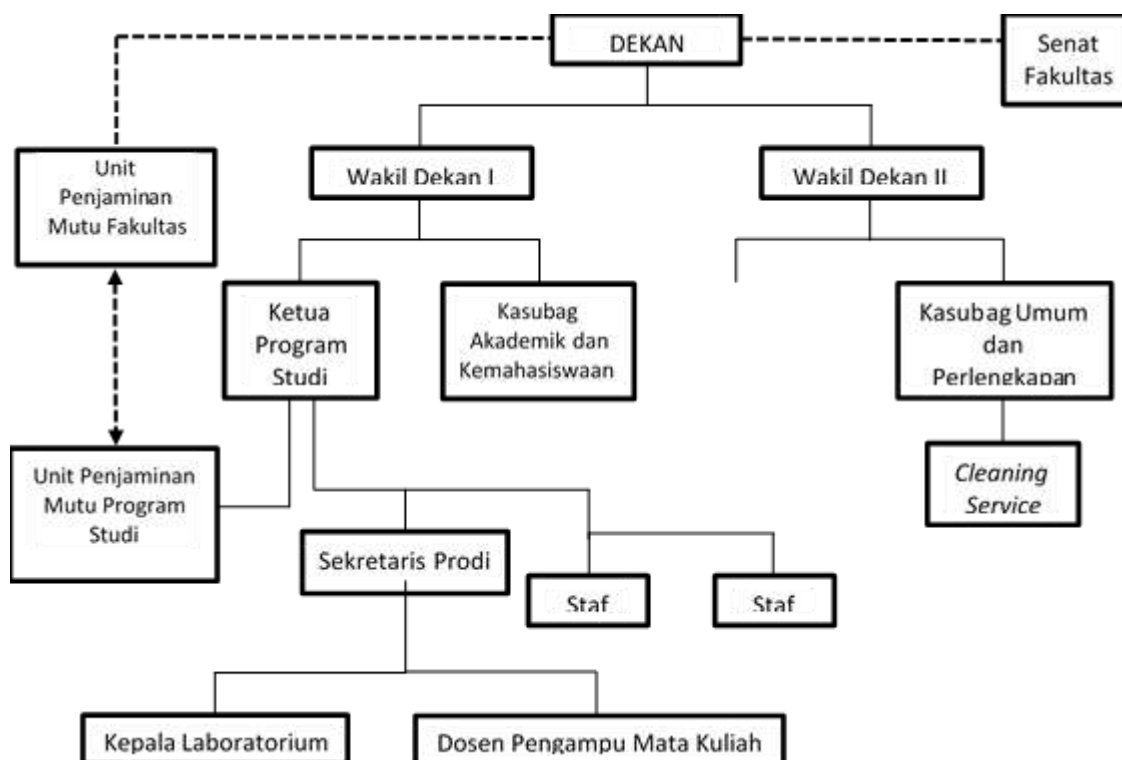 DEKAN
Senat
Fakultas
Unit
Penjaminan
Mutu Fakultas
Wakil Dekan I
Wakil Dekan II
Ketua
Program
Studi
Kasubag
Akademik dan
Kemahasiswaan
Kasubag Umum
dan
Perlengkapan
Unit Penjaminan
Mutu Program
Studi
Cleaning
Service
Sekretaris Prodi
Staf
Staf
Kepala Laboratorium
Dosen Pengampu Mata Kuliah